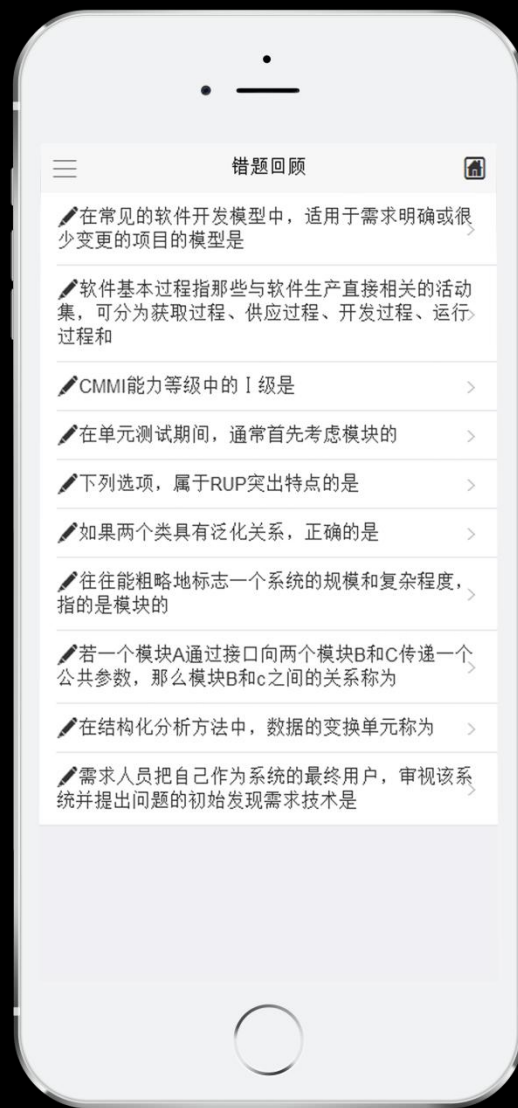 错题回顾
在常见的软件开发模型中，适用于需求明确或很
少变更的项目的模型是
软件基本过程指那些与软件生产直接相关的活动
集，可分为获取过程、供应过程、开发过程、运行
过程和
CMMI能力等级中的Ⅰ级是
在单元测试期间，通常首先考虑模块的
下列选项，属于RUP突出特点的是
如果两个类具有泛化关系，正确的是
往往能粗略地标志一个系统的规模和复杂程度，
指的是模块的
若一个模块A通过接口向两个模块B和C传递一个
公共参数，那么模块B和c之间的关系称为
在结构化分析方法中，数据的变换单元称为
需求人员把自己作为系统的最终用户，审视该系
统并提出问题的初始发现需求技术是